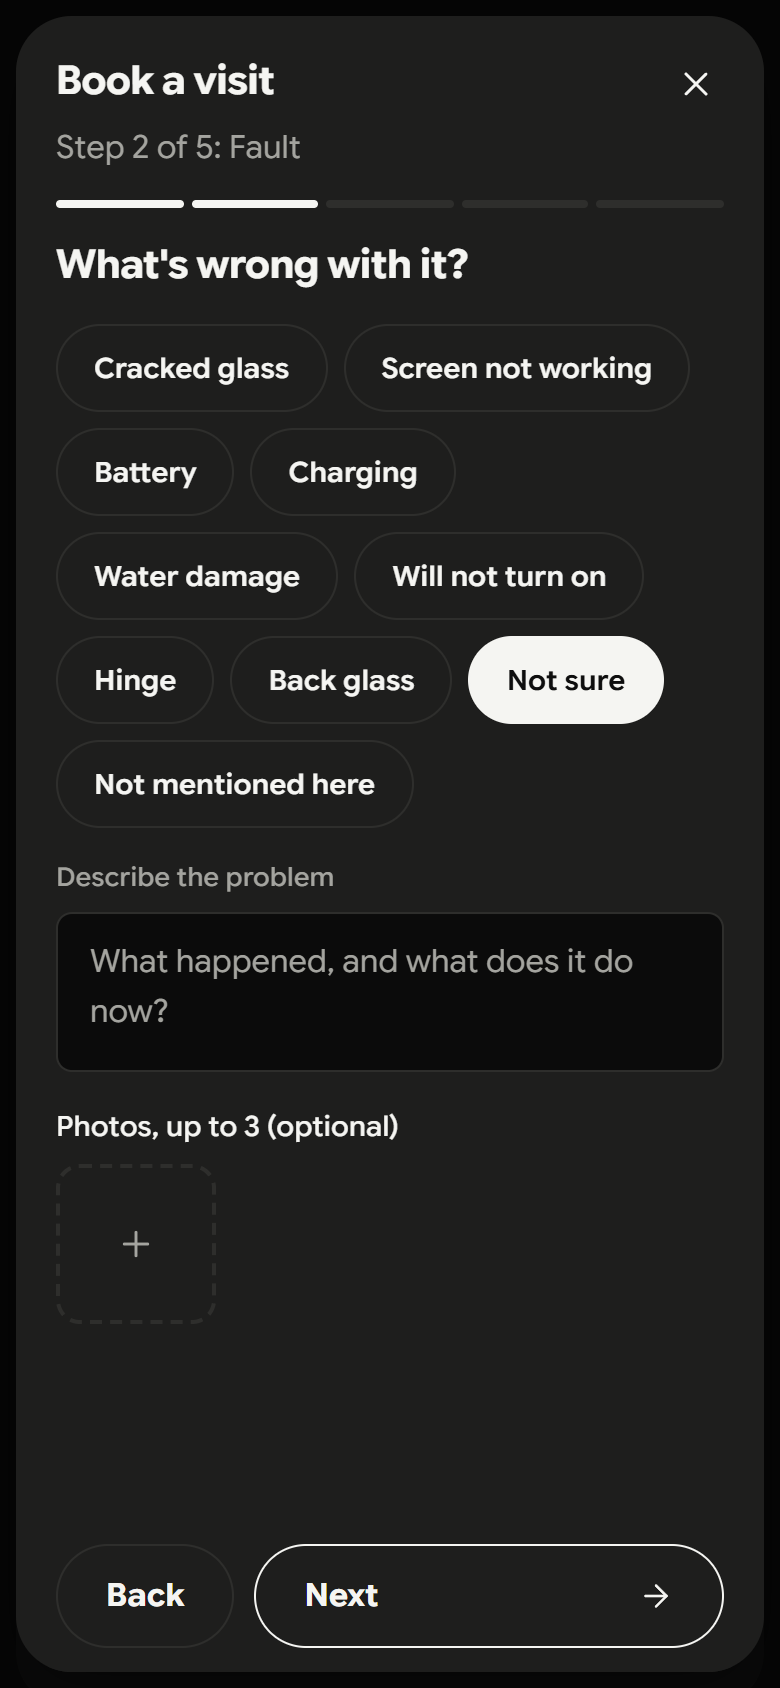 Book a visit
Step 2 of 5: Fault
What's wrong with it?
Cracked glass
Screen not working
Battery
Charging
Water damage
Will not turn on
Hinge
Back glass
Not sure
Not mentioned here
Describe the problem
What happened, and what does it do
now?
Photos, up to 3 (optional)
Back
Next